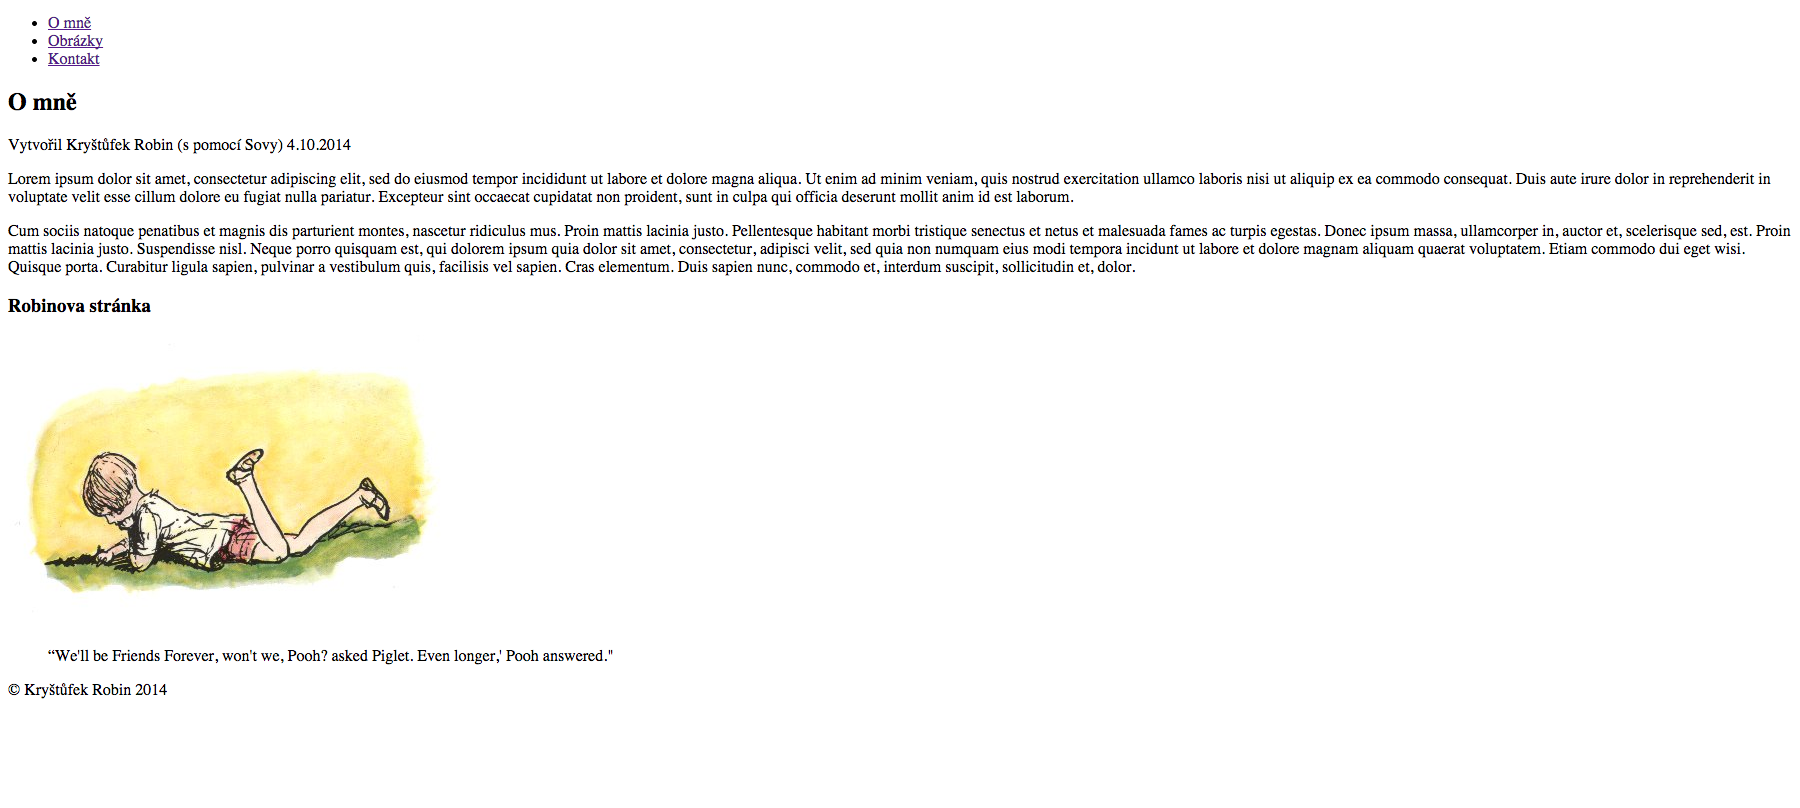 O mně
Obrázky
Kontakt
O mně
Vytvořil Kryštůfek Robin (s pomocí Sovy) 4.10.2014
Lorem ipsum dolor sit amet, consectetur adipiscing elit, sed do eiusmod tempor incididunt ut labore et dolore magna aliqua. Ut enim ad minim veniam, quis nostrud exercitation ullamco laboris nisi ut aliquip ex ea commodo consequat. Duis aute irure dolor in reprehenderit in
voluptate velit esse cillum dolore eu fugiat nulla pariatur. Excepteur sint occaecat cupidatat non proident, sunt in culpa qui officia deserunt mollit anim id est laborum.
Cum sociis natoque penatibus et magnis dis parturient montes, nascetur ridiculus mus. Proin mattis lacinia justo. Pellentesque habitant morbi tristique senectus et netus et malesuada fames ac turpis egestas. Donec ipsum massa, ullamcorper in, auctor et, scelerisque sed, est. Proin
mattis lacinia justo. Suspendisse nisl. Neque porro quisquam est, qui dolorem ipsum quia dolor sit amet, consectetur, adipisci velit, sed quia non numquam eius modi tempora incidunt ut labore et dolore magnam aliquam quaerat voluptatem. Etiam commodo dui eget wisi.
Quisque porta. Curabitur ligula sapien, pulvinar a vestibulum quis, facilisis vel sapien. Cras elementum. Duis sapien nunc, commodo et, interdum suscipit, sollicitudin et, dolor.
Robinova stránka
“We'll be Friends Forever, won't we, Pooh? asked Piglet. Even longer,' Pooh answered."
© Kryštůfek Robin 2014